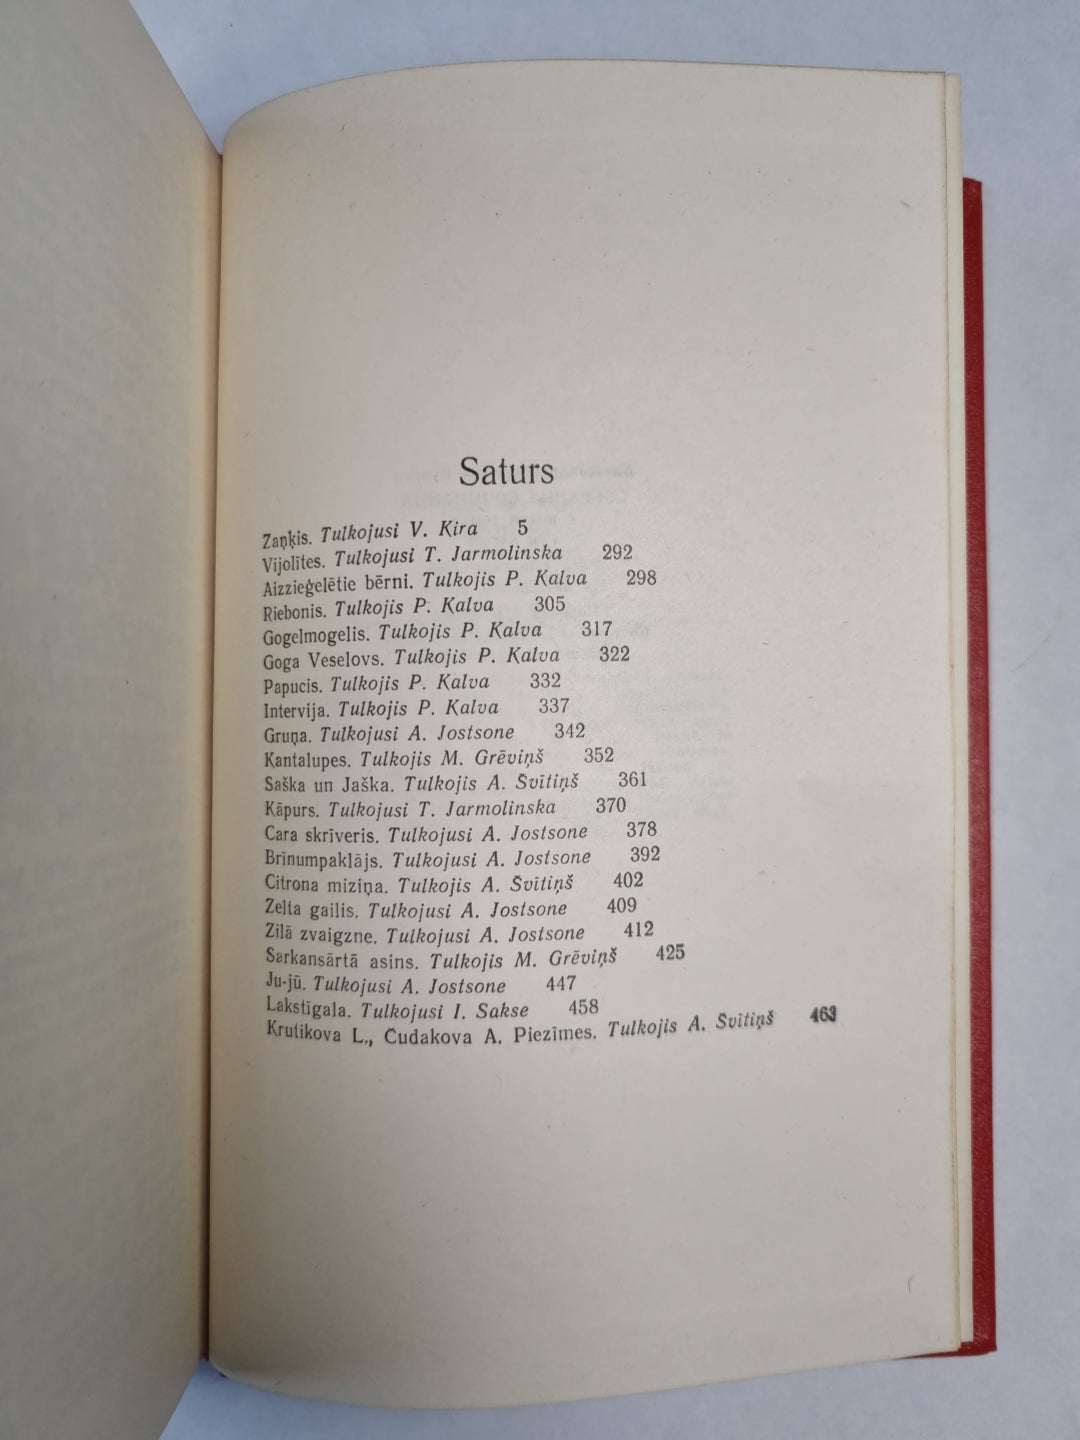 Saturs
Zaņķis. Tulkojusi V. Ķira 5
Vijolītes. Tulkojusi T. Jarmolinska 292
Aizzieģelētie bērni. Tulkojis P. Kalva 298
Riebonis. Tulkojis P. Kalva 305
Gogelmogelis. Tulkojis P. Kalva 317
Goga Veselovs. Tulkojis P. Kalva 322
Papucis. Tulkojis P. Kalva 332
Intervija. Tulkojis P. Kalva 337
Gruņa. Tulkojusi A. Jostsone 342
Kantalupes. Tulkojis M. Grēviņš 352
Saška un Jaška. Tulkojis A. Svītiņš 361
Kāpurs. Tulkojusi T. Jarmolinska 370
Cara skrīveris. Tulkojusi A. Jostsone 378
Brīnumpaklājs. Tulkojusi A. Jostsone 392
Citrona miziņa. Tulkojis A. Svītiņš 402
Zelta gailis. Tulkojusi A. Jostsone 409
Zilā zvaigzne. Tulkojusi A. Jostsone 412
Sarkansārtā asins. Tulkojis M. Grēviņš 425
Ju-jū. Tulkojusi A. Jostsone 447
Lakstīgala. Tulkojusi I. Sakse 458
Krutikova L., Čudakova A. Piezīmes. Tulkojis A. Svītiņš 463